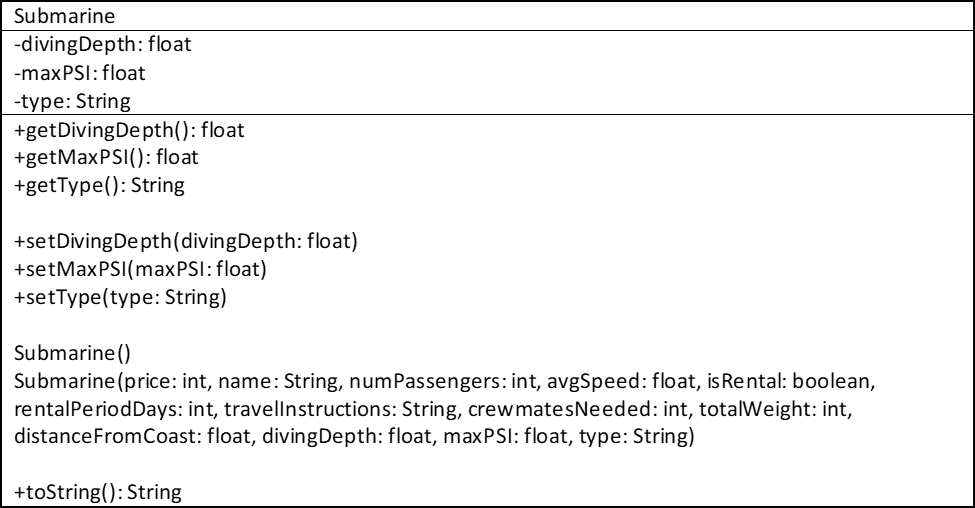 Submarine
-divingDepth: float
-maxPSI: float
-type: String
+getDivingDepth(): float
+getMaxPSI(): float
+getType(): String
+setDivingDepth(divingDepth: float)
+setMaxPSI(maxPSI: float)
+setType(type: String)
Submarine()
Submarine(price: int, name: String, numPassengers: int, avgSpeed: float, isRental: boolean,
rentalPeriodDays: int, travelInstructions: String, crewmatesNeeded: int, totalWeight: int,
distanceFromCoast: float, divingDepth: float, maxPSI: float, type: String)
+toString(): String